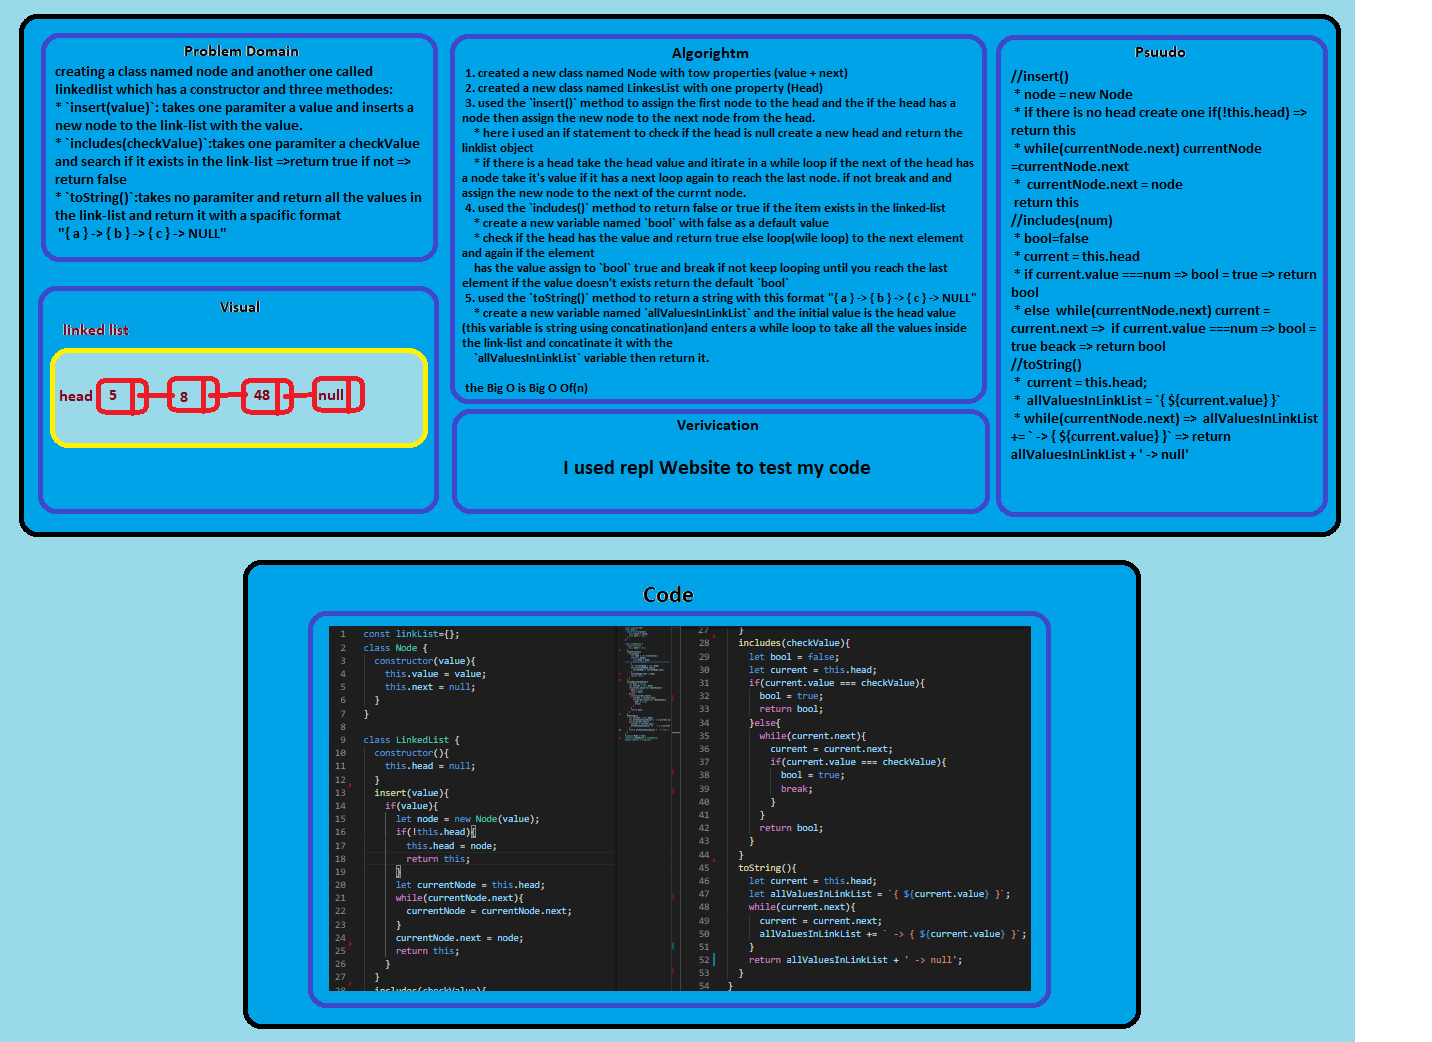 Problem Domain
creating a class named node and another one called
linkedlist which has a constructor and three methodes:
* `insert(value)`: takes one paramiter a value and inserts a
new node to the link-list with the value.
* `includes(checkValue)`:takes one paramiter a checkValue
and search if it exists in the link-list =>return true if not =>
return false
* `toString()`:takes no paramiter and return all the values in
the link-list and return it with a spacific format
"{ a } -> { b } -> { c } -> NULL"
Visual
linked list
head 5 8 48 null
Algorightm
1. created a new class named Node with tow properties (value + next)
2. created a new class named LinkesList with one property (Head)
3. used the `insert()` method to assign the first node to the head and the if the head has a
node then assign the new node to the next node from the head.
* here i used an if statement to check if the head is null create a new head and return the
linklist object
* if there is a head take the head value and itirate in a while loop if the next of the head has
a node take it's value if it has a next loop again to reach the last node. if not break and and
assign the new node to the next of the currnt node.
4. used the `includes()` method to return false or true if the item exists in the linked-list
* create a new variable named `bool` with false as a default value
* check if the head has the value and return true else loop(wile loop) to the next element
and again if the element
has the value assign to `bool` true and break if not keep looping until you reach the last
element if the value doesn't exists return the default `bool`
5. used the `toString()` method to return a string with this format "{ a } -> { b } -> { c } -> NULL"
* create a new variable named `allValuesInLinkList` and the initial value is the head value
(this variable is string using concatination)and enters a while loop to take all the values inside
the link-list and concatinate it with the
`allValuesInLinkList` variable then return it.
the Big O is Big O Of(n)
Verivication
I used repl Website to test my code
Psuudo
//insert()
* node = new Node
* if there is no head create one if(!this.head) =>
return this
* while(currentNode.next) currentNode
=currentNode.next
* currentNode.next = node
return this
//includes(num)
* bool=false
* current = this.head
* if current.value ===num => bool = true => return
bool
* else while(currentNode.next) current =
current.next => if current.value ===num => bool =
true beack => return bool
//toString()
* current = this.head;
* allValuesInLinkList = `{ ${current.value} }`
* while(currentNode.next) => allValuesInLinkList
+= ` -> { ${current.value} }` => return
allValuesInLinkList + ' -> null'
Code
1 const linkList={};
2 class Node {
3 constructor(value){
4 this.value = value;
5 this.next = null;
6 }
7 }
8
9 class LinkedList {
10 constructor(){
11 this.head = null;
12 }
13 insert(value){
14 if(value){
15 let node = new Node(value);
16 if(!this.head){
17 this.head = node;
18 return this;
19 }
20 let currentNode = this.head;
21 while(currentNode.next){
22 currentNode = currentNode.next;
23 }
24 currentNode.next = node;
25 return this;
26 }
27 }
28 includes(checkValue){
27 }
28 includes(checkValue){
29 let bool = false;
30 let current = this.head;
31 if(current.value === checkValue){
32 bool = true;
33 return bool;
34 }else{
35 while(current.next){
36 current = current.next;
37 if(current.value === checkValue){
38 bool = true;
39 break;
40 }
41 }
42 return bool;
43 }
44 }
45 toString(){
46 let current = this.head;
47 let allValuesInLinkList = `{ ${current.value} }`;
48 while(current.next){
49 current = current.next;
50 allValuesInLinkList += ` -> { ${current.value} }`;
51 }
52 return allValuesInLinkList + ' -> null';
53 }
54 }